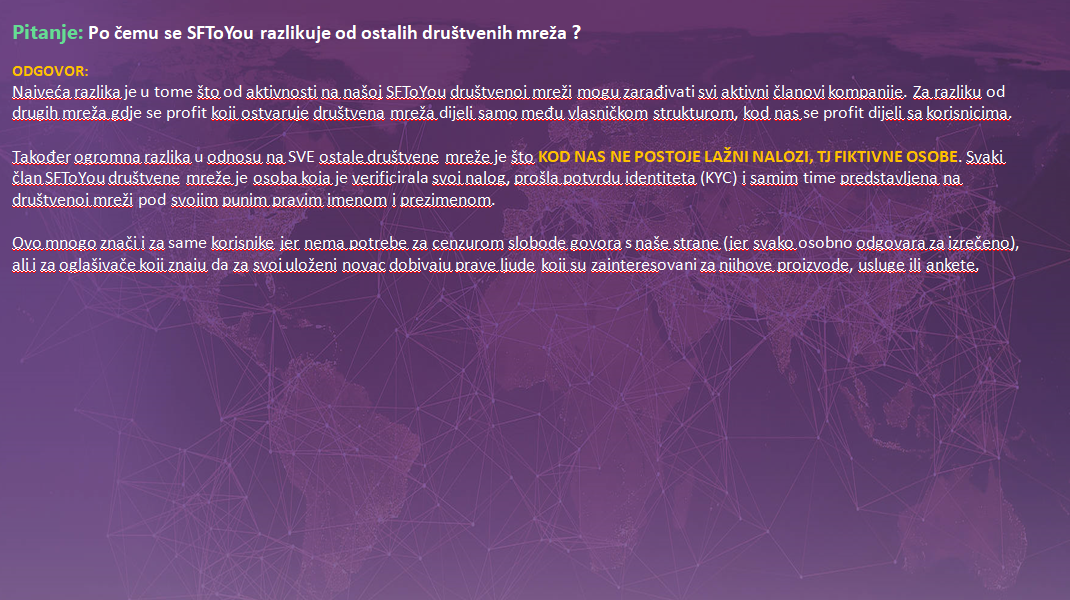 Pitanje: Po čemu se SFToYou razlikuje od ostalih društvenih mreža ?
ODGOVOR:
Najveća razlika je u tome što od aktivnosti na našoj SFToYou društvenoj mreži mogu zarađivati svi aktivni članovi kompanije. Za razliku od
drugih mreža gdje se profit koji ostvaruje društvena mreža dijeli samo među vlasničkom strukturom, kod nas se profit dijeli sa korisnicima.
Također ogromna razlika u odnosu na SVE ostale društvene mreže je što KOD NAS NE POSTOJE LAŽNI NALOZI, TJ FIKTIVNE OSOBE. Svaki
član SFToYou društvene mreže je osoba koja je verificirala svoj nalog, prošla potvrdu identiteta (KYC) i samim time predstavljena na
društvenoj mreži pod svojim punim pravim imenom i prezimenom.
Ovo mnogo znači i za same korisnike jer nema potrebe za cenzurom slobode govora s naše strane (jer svako osobno odgovara za izrečeno),
ali i za oglašivače koji znaju da za svoj uloženi novac dobivaju prave ljude koji su zainteresovani za njihove proizvode, usluge ili ankete.